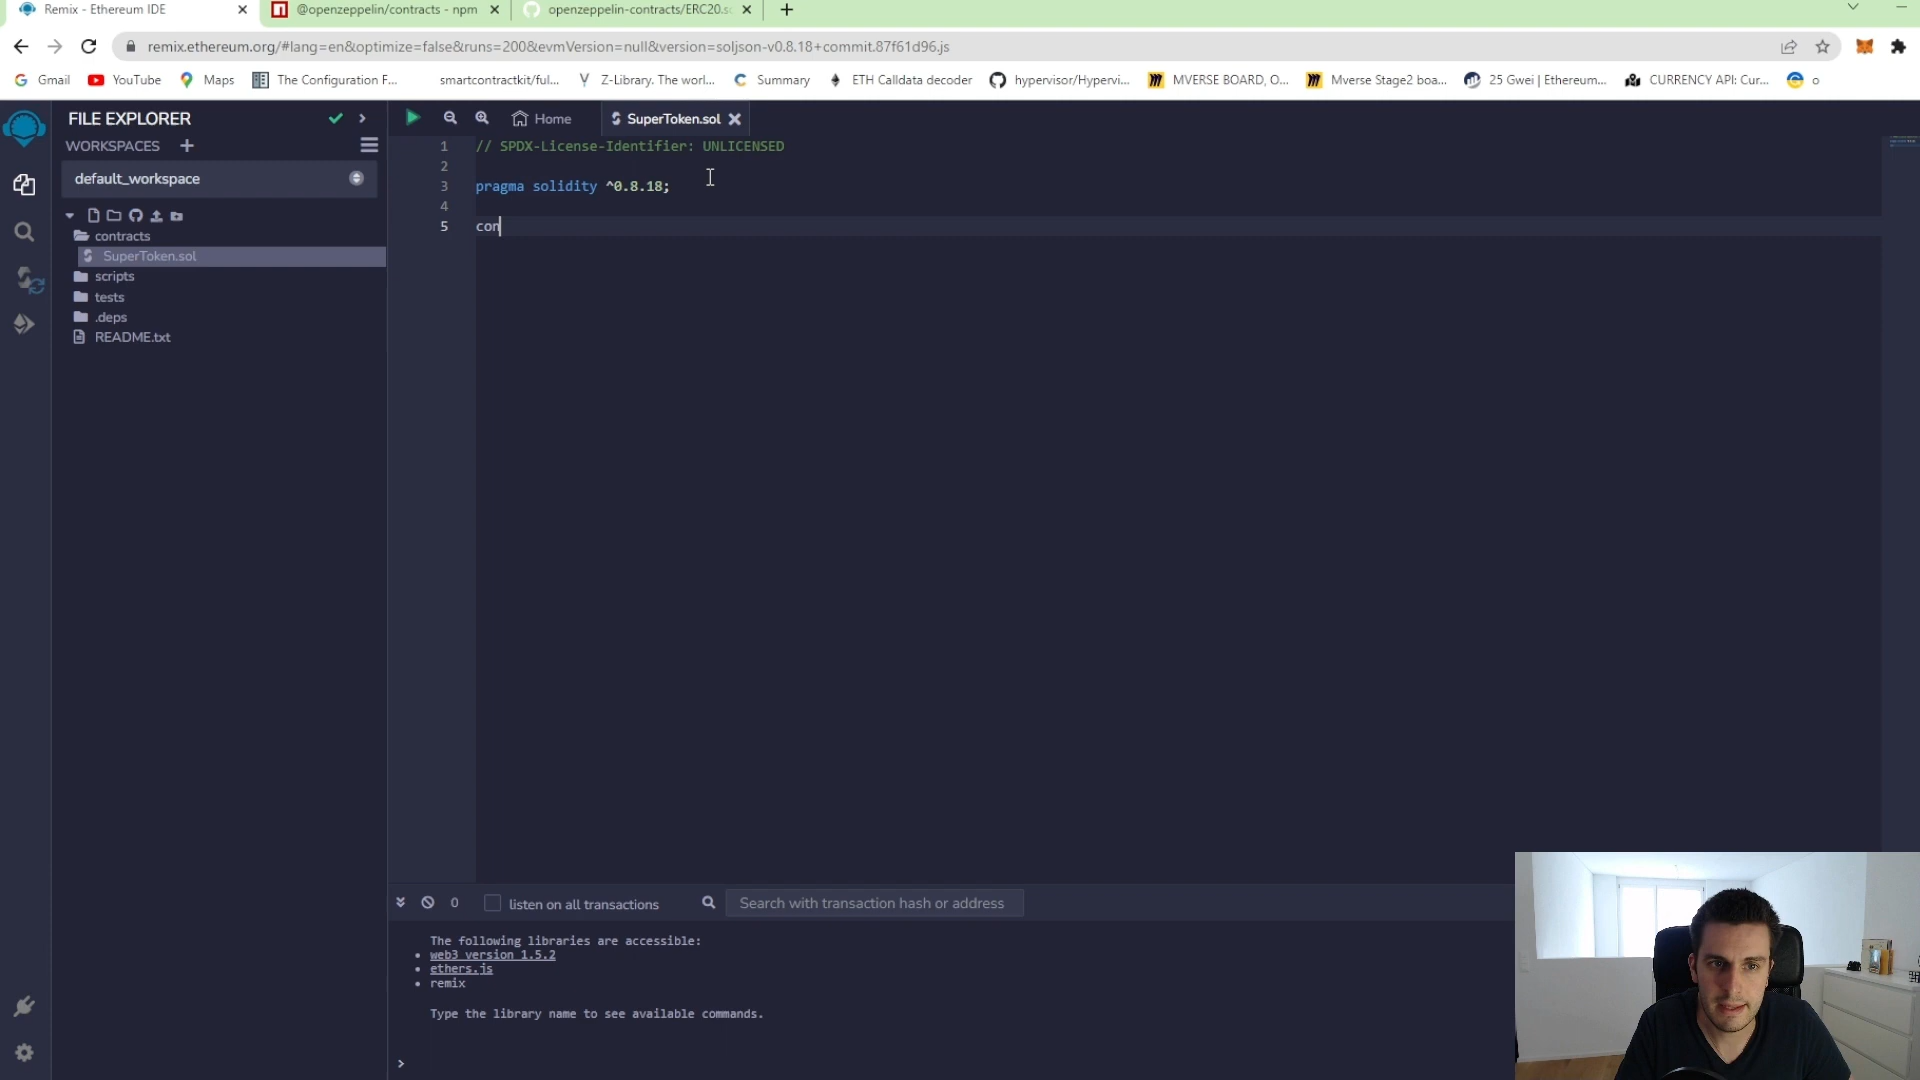 Remix - Ethereum IDE
@openzeppelin/contracts - npm
openzeppelin-contracts/ERC20.s
remix.ethereum.org/#lang=en&optimize=false&runs=200&evmVersion=null&version=soljson-v0.8.18+commit.87f61d96.js
Gmail
YouTube
Maps
The Configuration F...
smartcontractkit/ful...
Z-Library. The worl...
Summary
ETH Calldata decoder
hypervisor/Hypervi...
MVERSE BOARD, O...
Mverse Stage2 boa...
25 Gwei | Ethereum...
CURRENCY API: Cur...
o
FILE EXPLORER
Home
SuperToken.sol
WORKSPACES
default_workspace
contracts
SuperToken.sol
scripts
tests
.deps
README.txt
1 // SPDX-License-Identifier: UNLICENSED
2
3 pragma solidity ^0.8.18;
4
5 con
0
listen on all transactions
Search with transaction hash or address
The following libraries are accessible:
• web3 version 1.5.2
• ethers.js
• remix
Type the library name to see available commands.
>